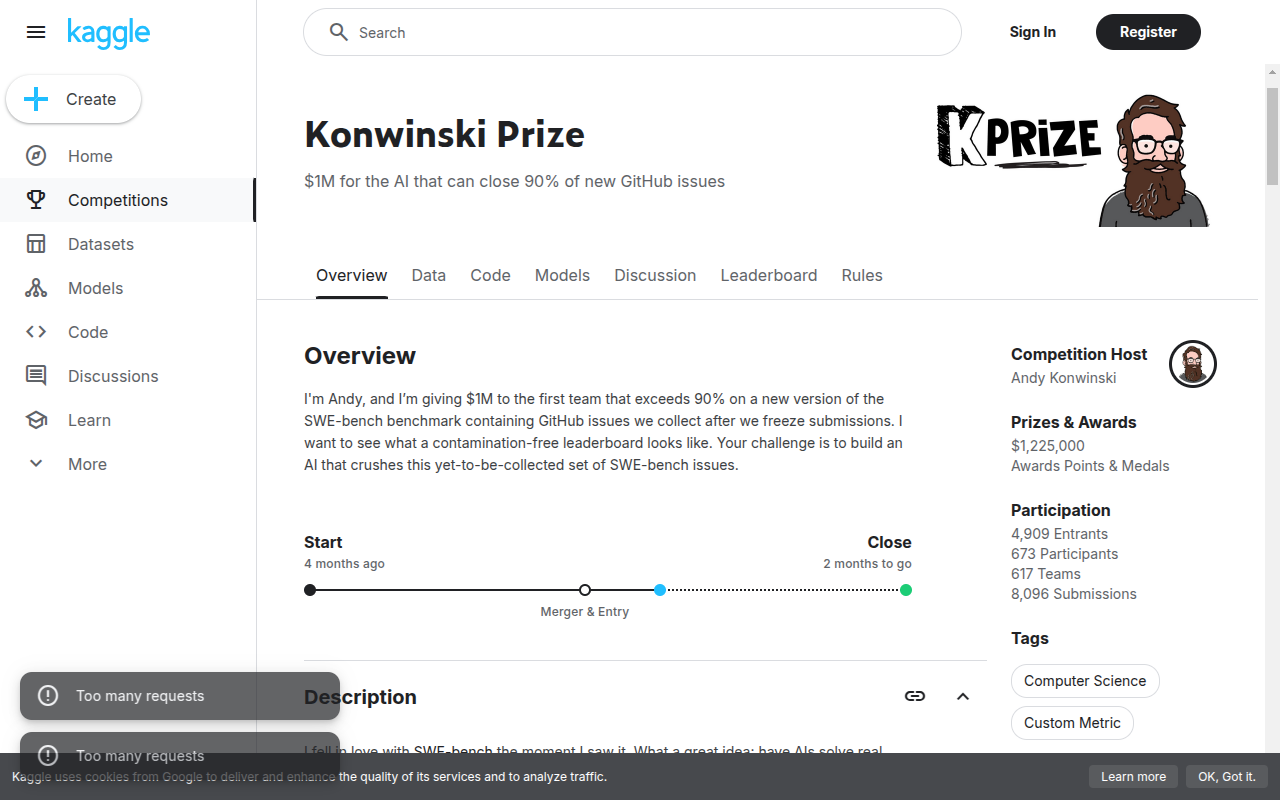 kaggle
Search
Sign In
Register
Create
Home
Competitions
Datasets
Models
Code
Discussions
Learn
More
Konwinski Prize
$1M for the AI that can close 90% of new GitHub issues
K PRIZE
Overview Data Code Models Discussion Leaderboard Rules
Overview
I'm Andy, and I'm giving $1M to the first team that exceeds 90% on a new version of the
SWE-bench benchmark containing GitHub issues we collect after we freeze submissions. I
want to see what a contamination-free leaderboard looks like. Your challenge is to build an
AI that crushes this yet-to-be-collected set of SWE-bench issues.
Start
4 months ago
Close
2 months to go
Merger & Entry
Description
I fell in love with SWE-bench the moment I saw it. What a great idea: have AIs solve real
Competition Host
Andy Konwinski
Prizes & Awards
$1,225,000
Awards Points & Medals
Participation
4,909 Entrants
673 Participants
617 Teams
8,096 Submissions
Tags
Computer Science
Custom Metric
Too many requests
Too many requests
Kaggle uses cookies from Google to deliver and enhance the quality of its services and to analyze traffic.
Learn more
OK, Got it.